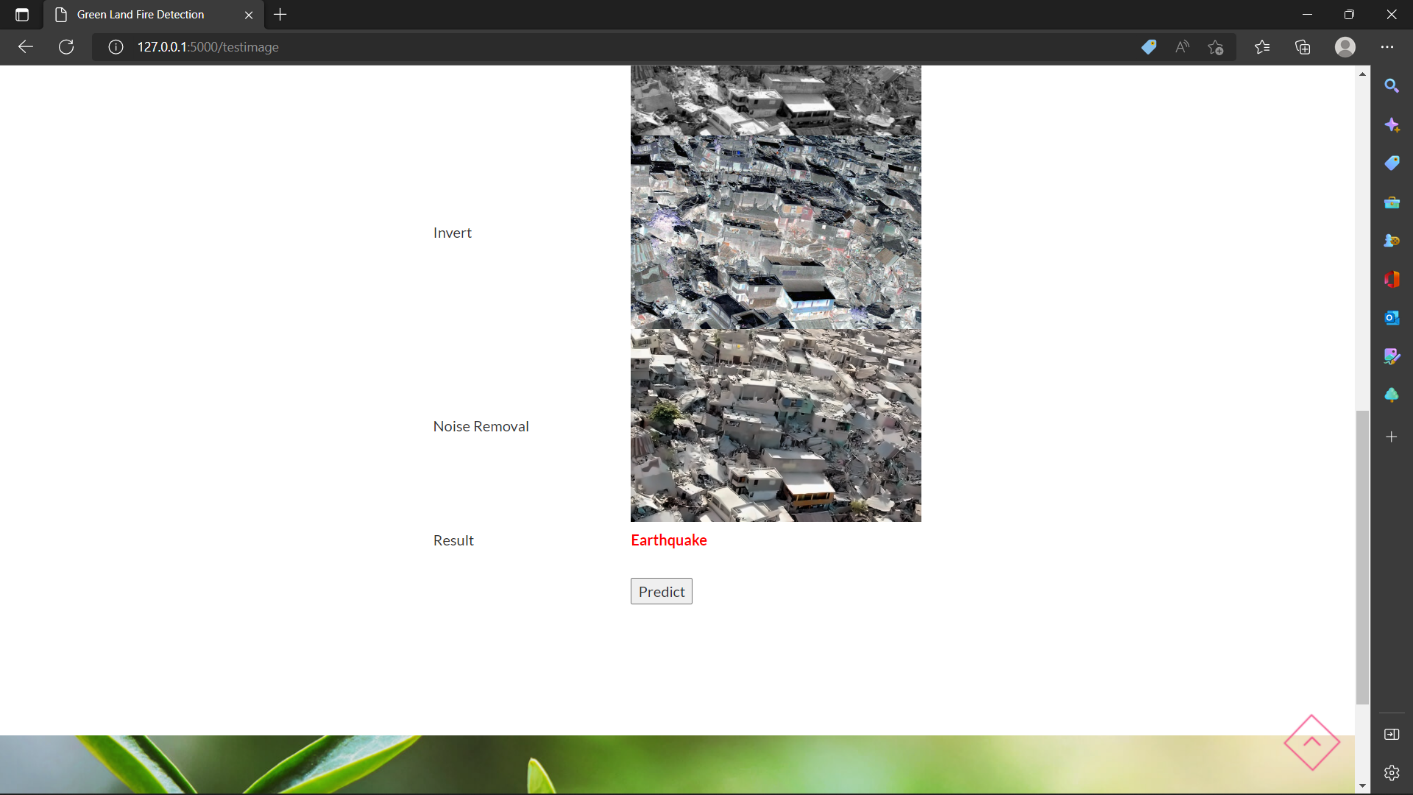 Green Land Fire Detection
127.0.0.1:5000/testimage
Invert
Noise Removal
Result
Earthquake
Predict